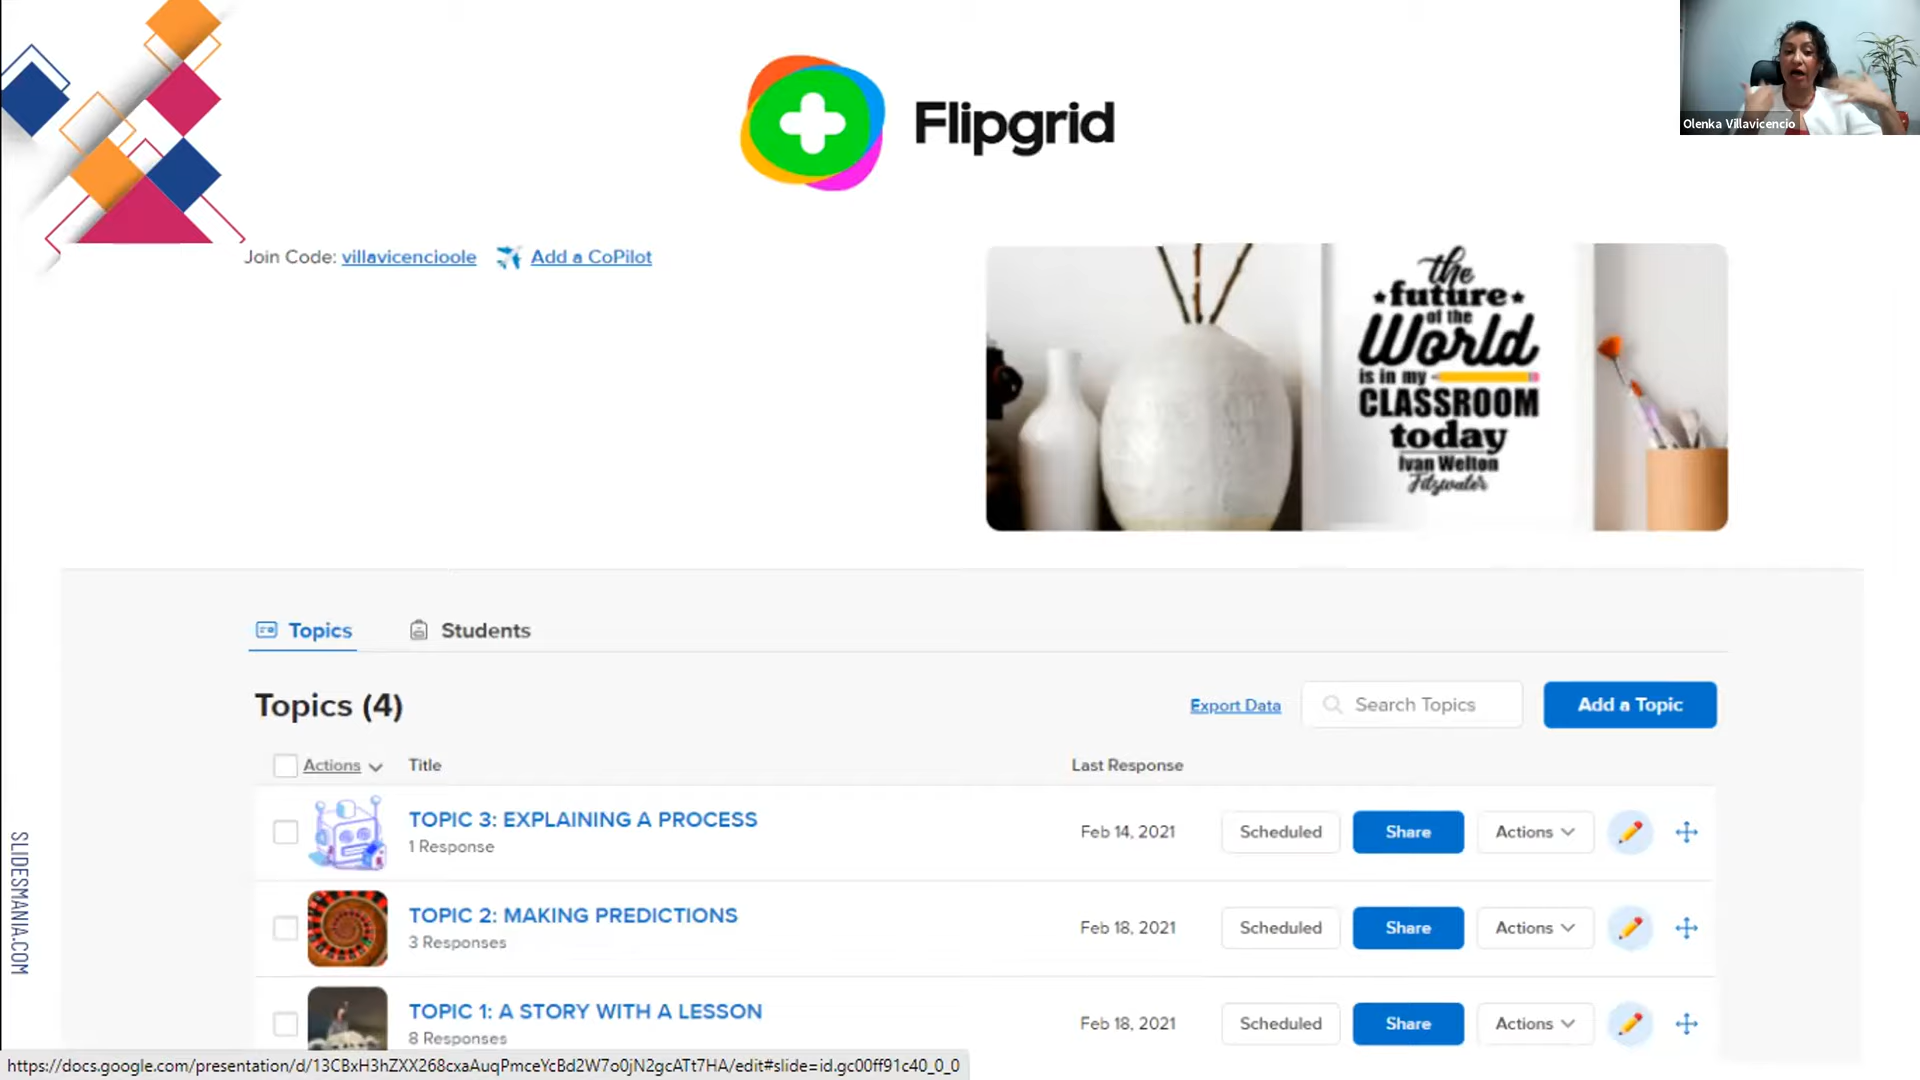 Flipgrid
Olenka Villavicencio
Join Code: villavicencioole Add a CoPilot
the
future
of the
World
is in my
CLASSROOM
today
Ivan Welton
Fitzwater
Topics Students
Topics (4) Export Data Search Topics Add a Topic
Actions Title Last Response
TOPIC 3: EXPLAINING A PROCESS
1 Response
Feb 14, 2021 Scheduled Share Actions
TOPIC 2: MAKING PREDICTIONS
3 Responses
Feb 18, 2021 Scheduled Share Actions
TOPIC 1: A STORY WITH A LESSON
8 Responses
Feb 18, 2021 Scheduled Share Actions
SLIDESMANIA.COM
https://docs.google.com/presentation/d/13CBxH3hZXX268cxaAuqPmceYcBd2W7o0jN2gcATt7HA/edit#slide=id.gc00ff91c40_0_0